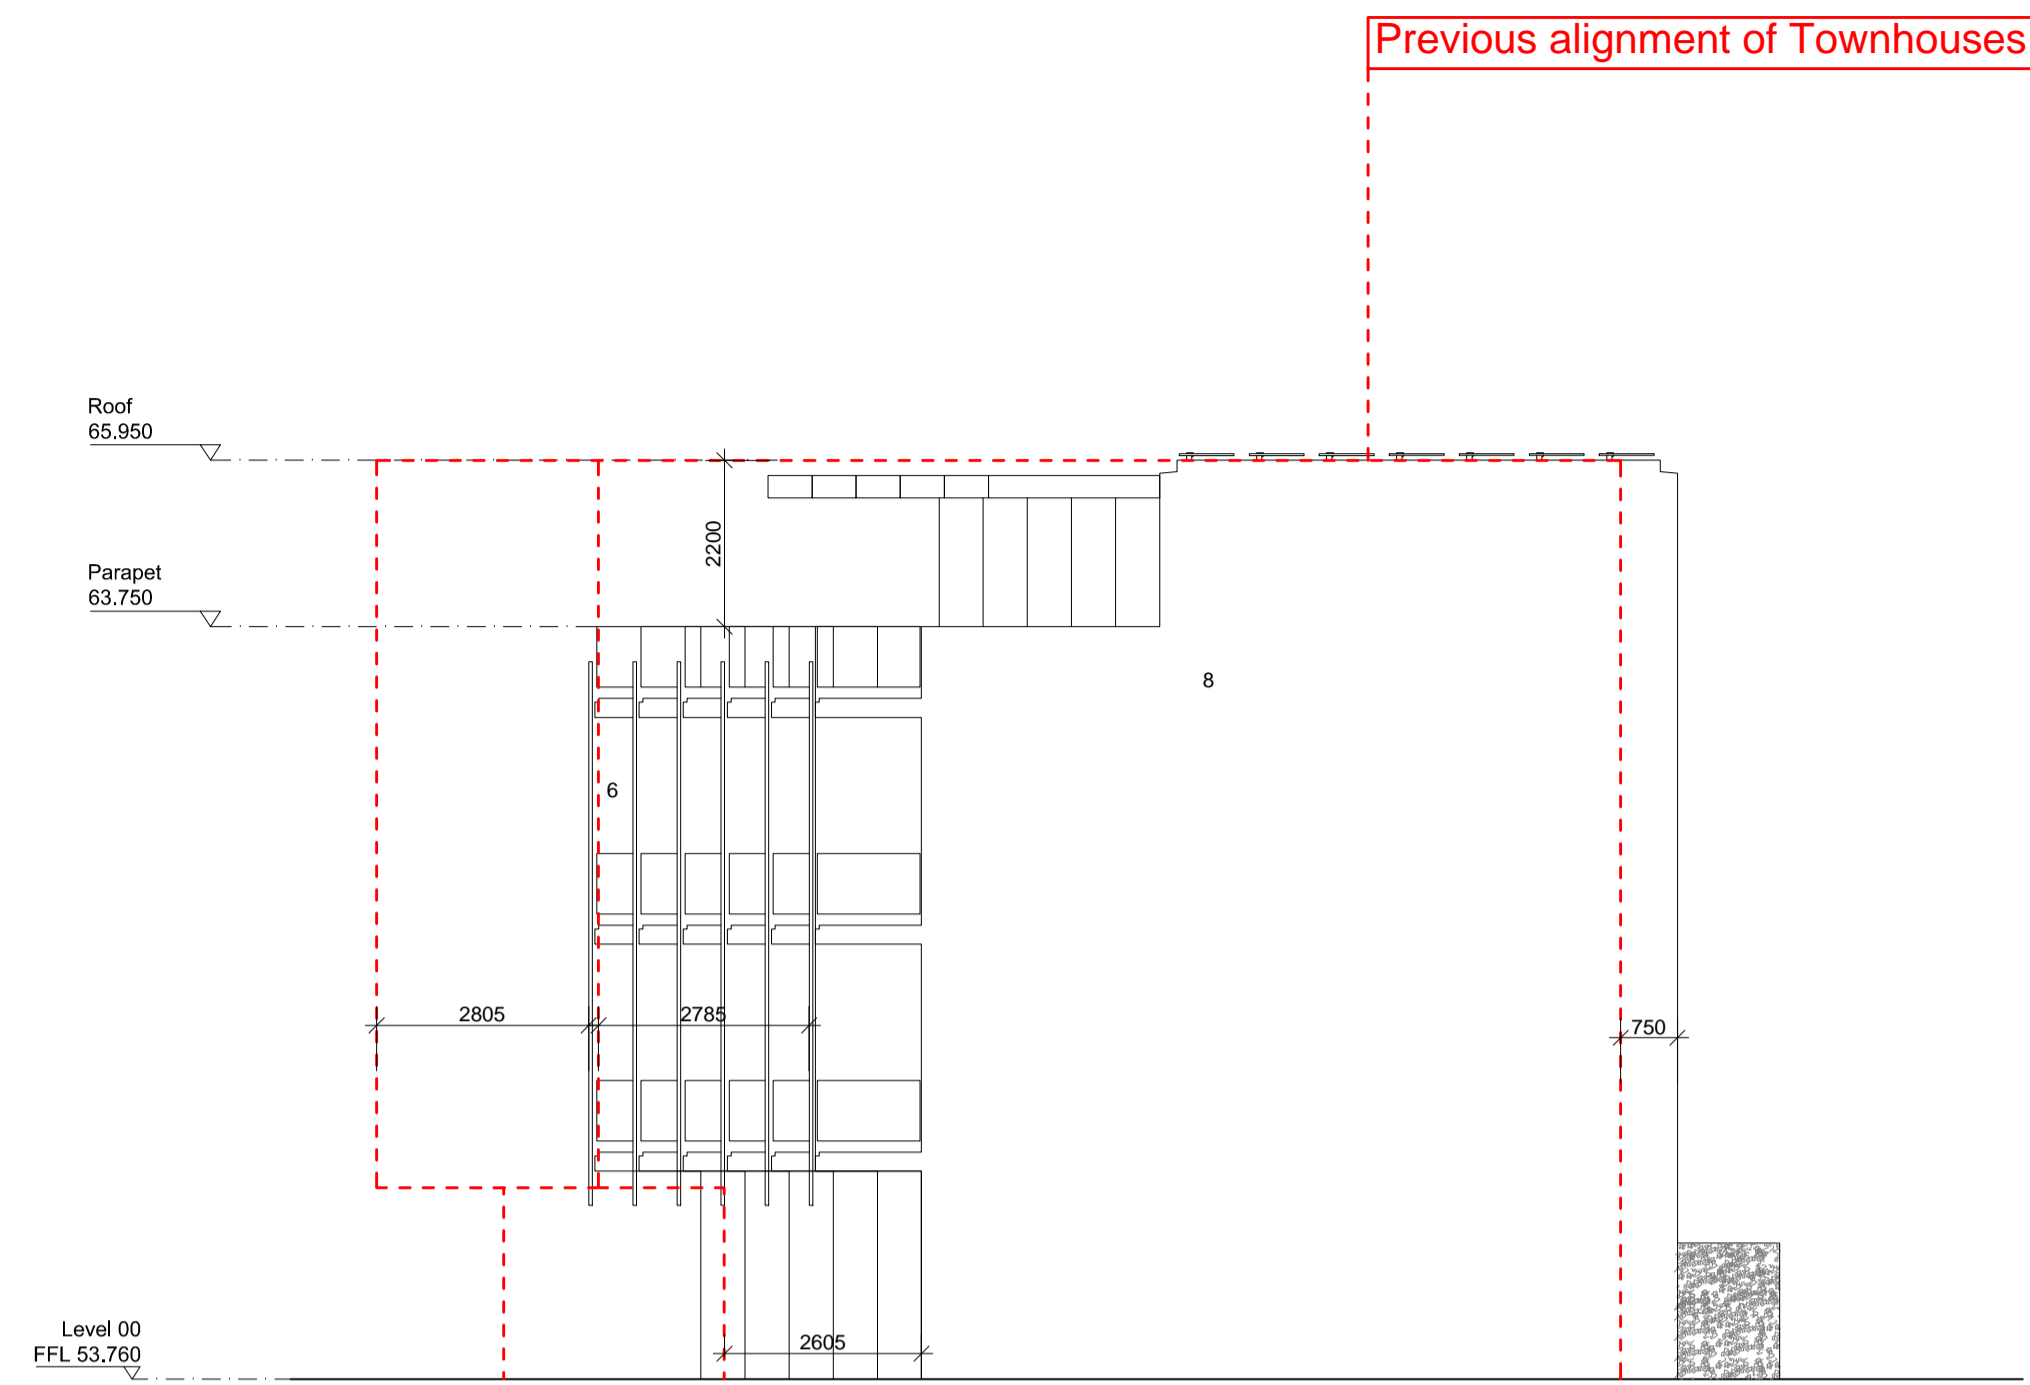 Previous alignment of Townhouses
Roof
65.950
2200
Parapet
63.750
8
6
2805
2785
750
Level 00
FFL 53.760
2605